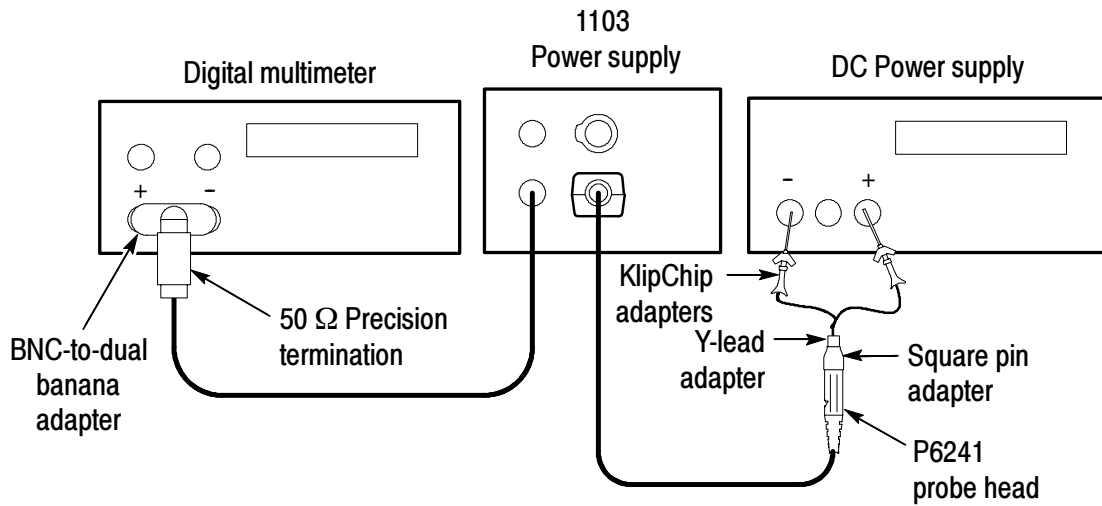 1103
Power supply
Digital multimeter
DC Power supply
+ -
- +
KlipChip
adapters
50 Ω Precision
termination
BNC-to-dual
banana
adapter
Y-lead
adapter
Square pin
adapter
P6241
probe head